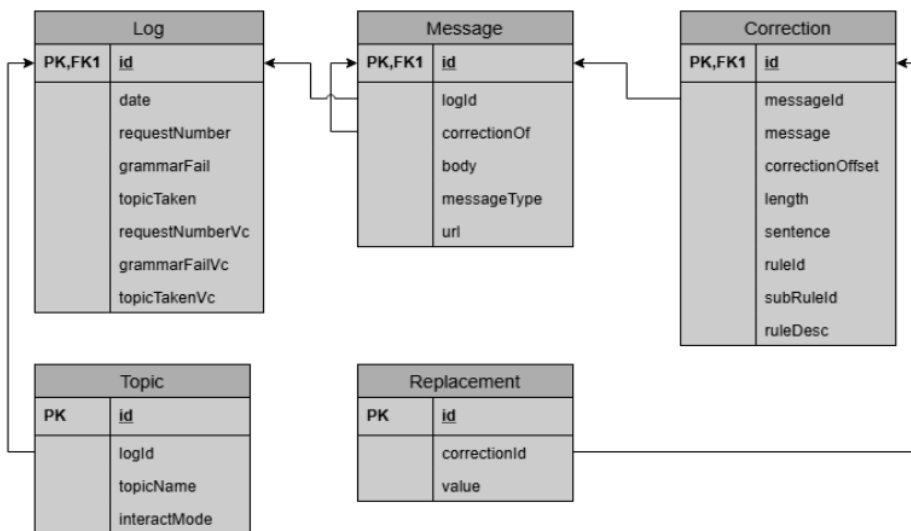 Log
PK,FK1 id
date
requestNumber
grammarFail
topicTaken
requestNumberVc
grammarFailVc
topicTakenVc
Message
PK,FK1 id
logId
correctionOf
body
messageType
url
Correction
PK,FK1 id
messageId
message
correctionOffset
length
sentence
ruleId
subRuleId
ruleDesc
Topic
PK id
logId
topicName
interactMode
Replacement
PK id
correctionId
value